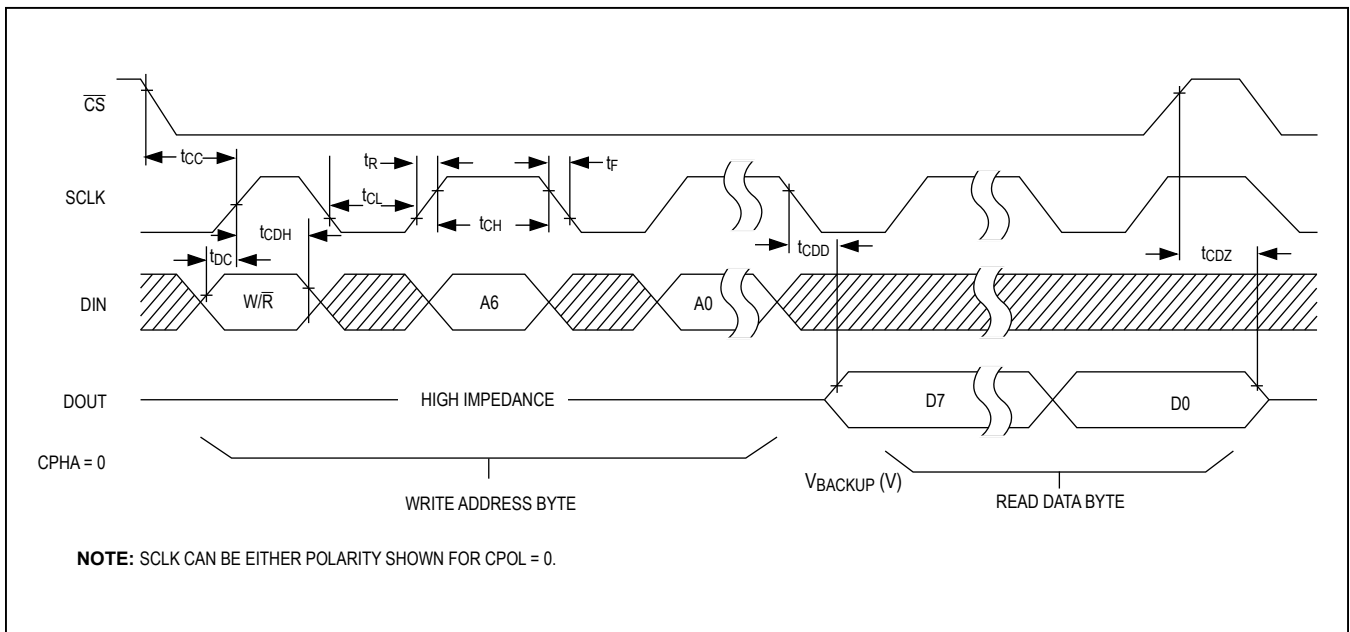 CS
tCC
tR
tF
SCLK
tCL
tCDH
tCH
tCDD
tCDZ
tDC
DIN
W/R
A6
A0
DOUT
HIGH IMPEDANCE
D7
D0
CPHA = 0
WRITE ADDRESS BYTE
VBACKUP (V)
READ DATA BYTE
NOTE: SCLK CAN BE EITHER POLARITY SHOWN FOR CPOL = 0.